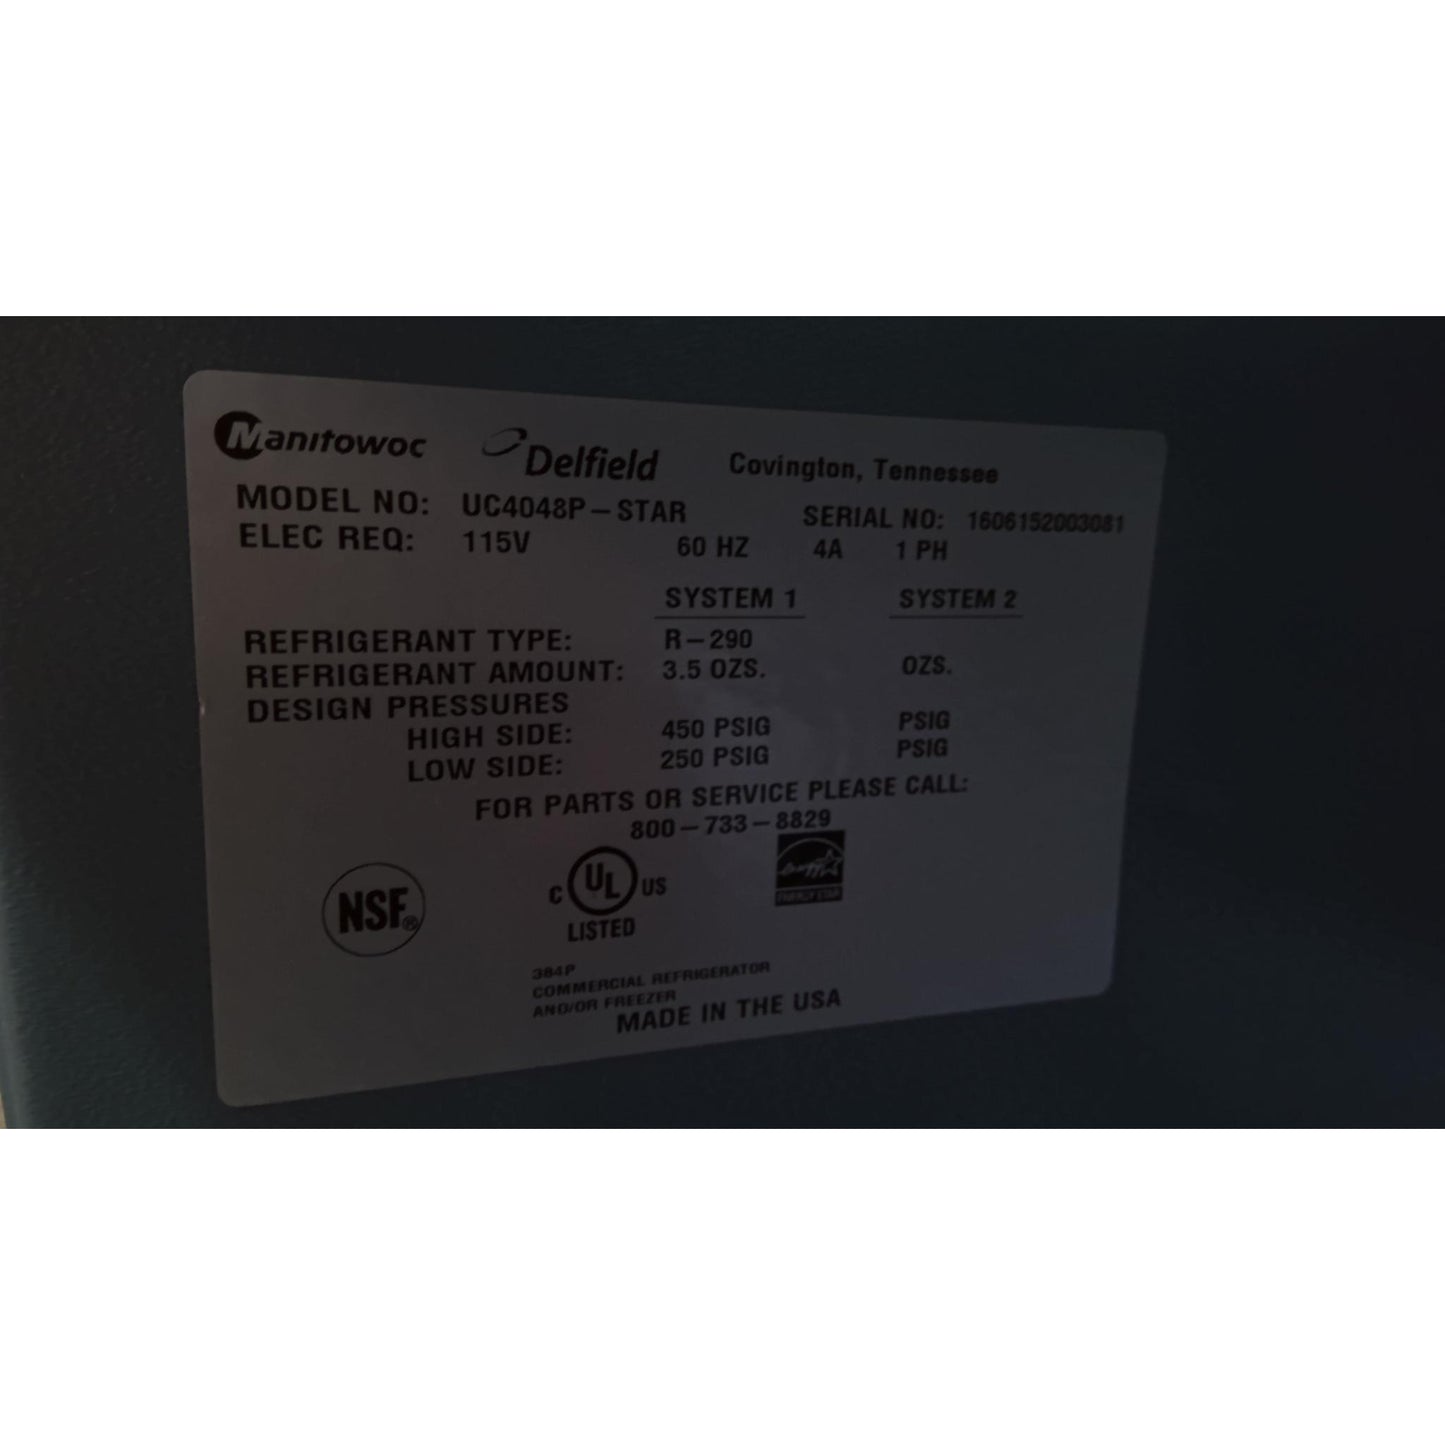 Manitowoc Delfield Covington, Tennessee
MODEL NO: UC4048P-STAR SERIAL NO: 1606152003081
ELEC REQ: 115V 60 HZ 4A 1 PH
SYSTEM 1 SYSTEM 2
REFRIGERANT TYPE: R-290
REFRIGERANT AMOUNT: 3.5 OZS. OZS.
DESIGN PRESSURES
HIGH SIDE: 450 PSIG PSIG
LOW SIDE: 250 PSIG PSIG
FOR PARTS OR SERVICE PLEASE CALL:
800-733-8829
NSF®
C UL US
LISTED
energy
ENERGY STAR
384P
COMMERCIAL REFRIGERATOR
AND/OR FREEZER
MADE IN THE USA